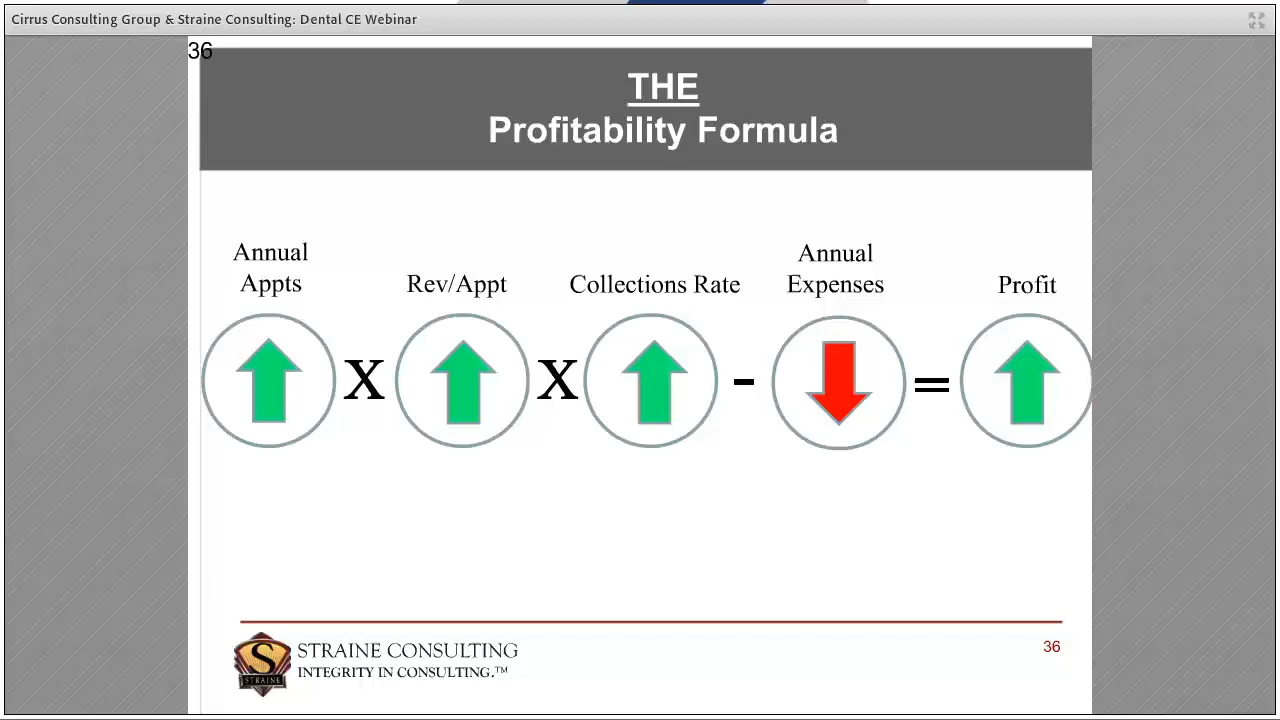 Cirrus Consulting Group & Straine Consulting: Dental CE Webinar
36
THE
Profitability Formula
Annual
Appts
Rev/Appt
Collections Rate
Annual
Expenses
Profit
X X - =
S
STRAINE
STRAINE CONSULTING
INTEGRITY IN CONSULTING.™
36